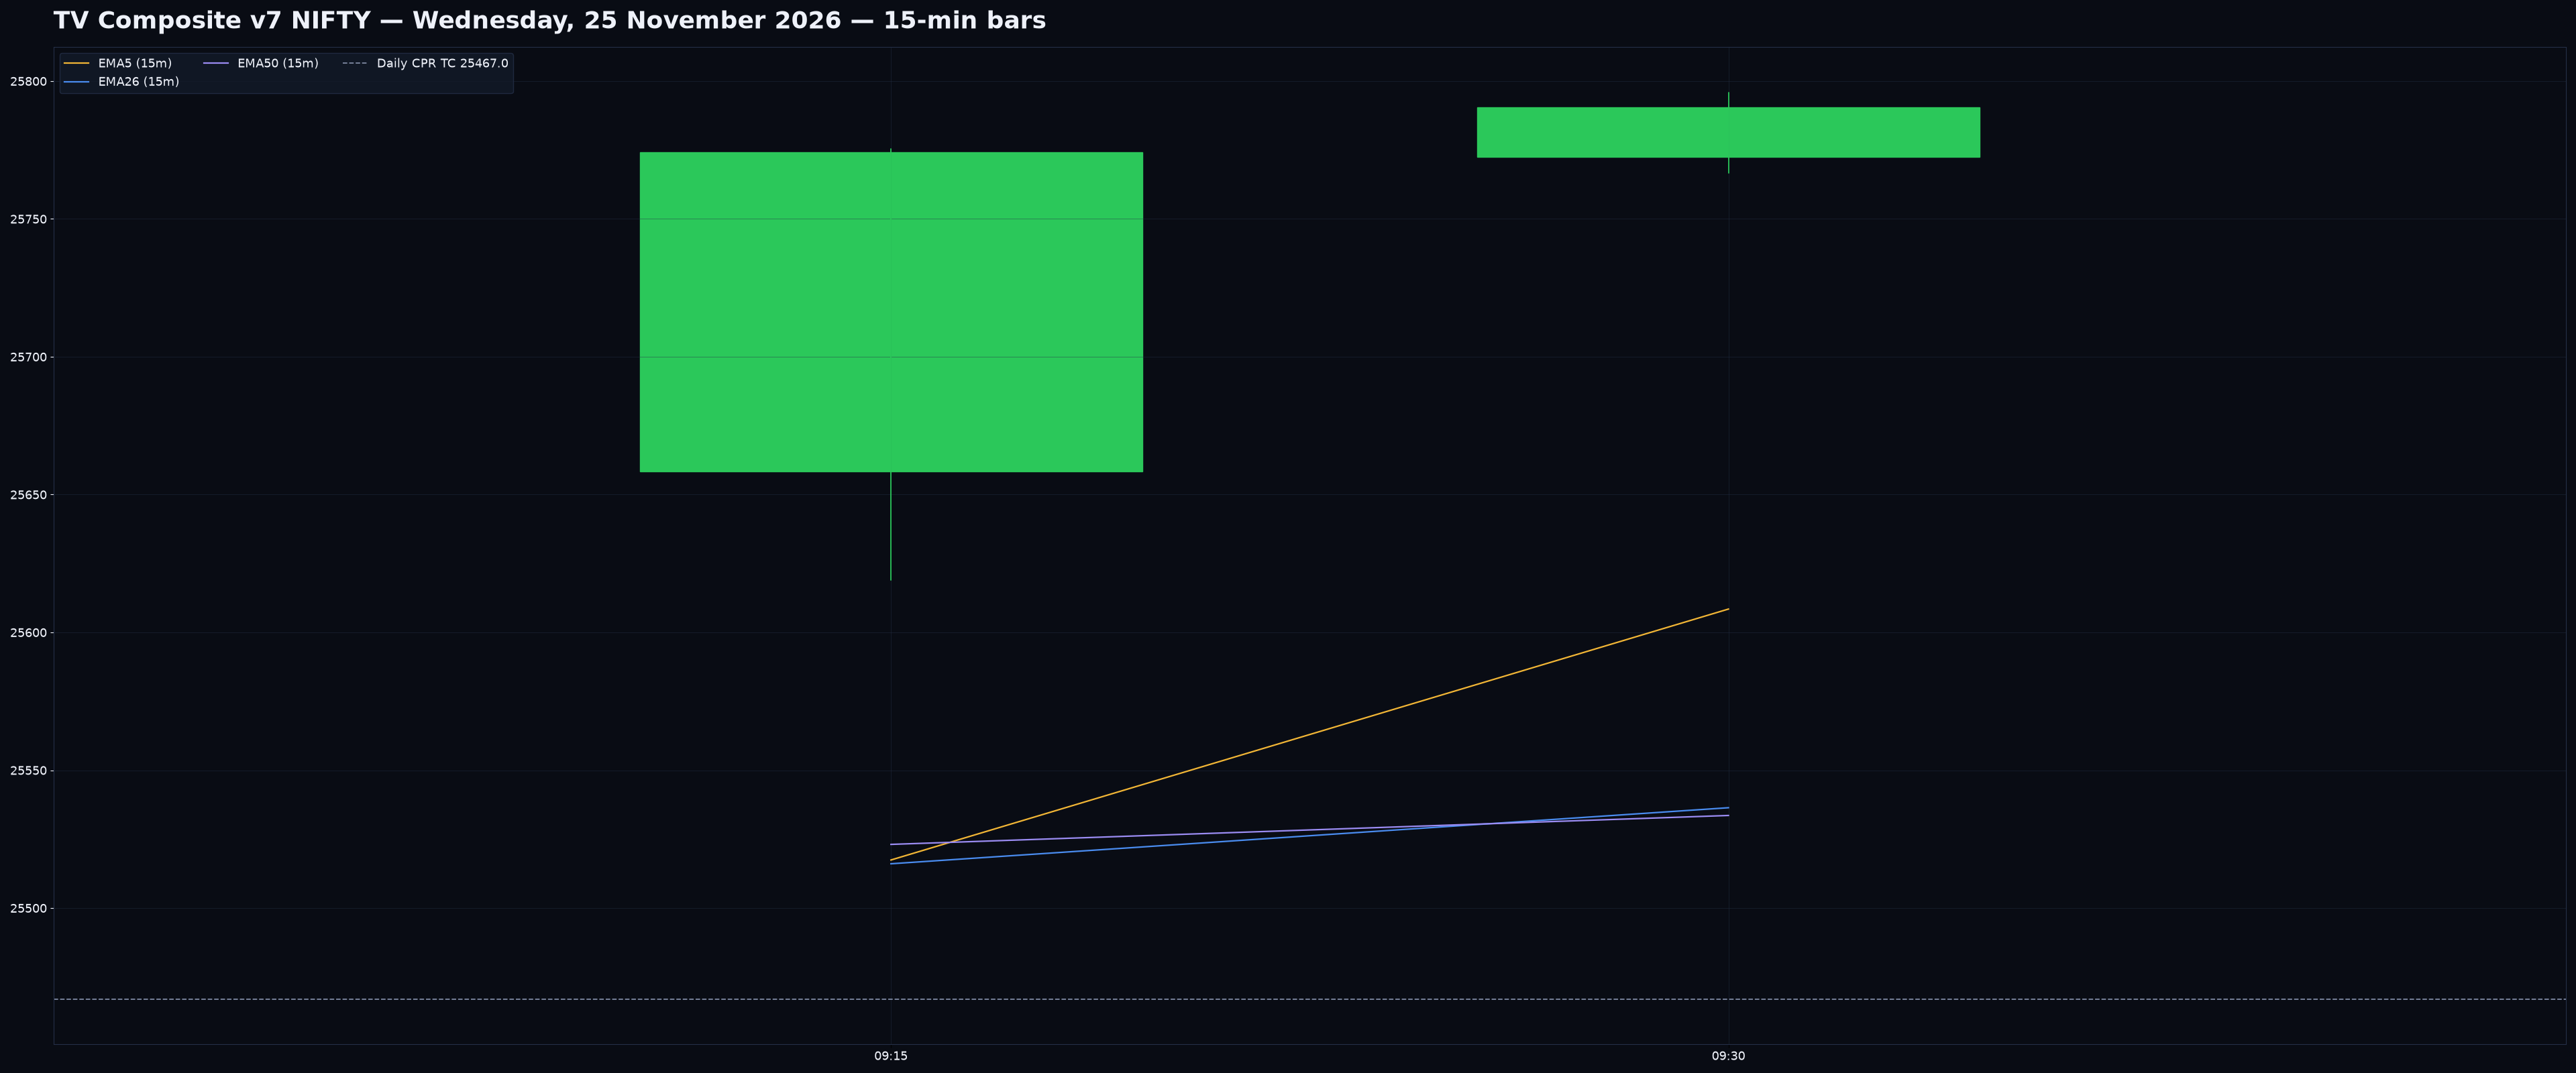 TV Composite v7 NIFTY — Wednesday, 25 November 2026 — 15-min bars
EMA5 (15m) EMA50 (15m) Daily CPR TC 25467.0
EMA26 (15m)
25800
25750
25700
25650
25600
25550
25500
09:15 09:30